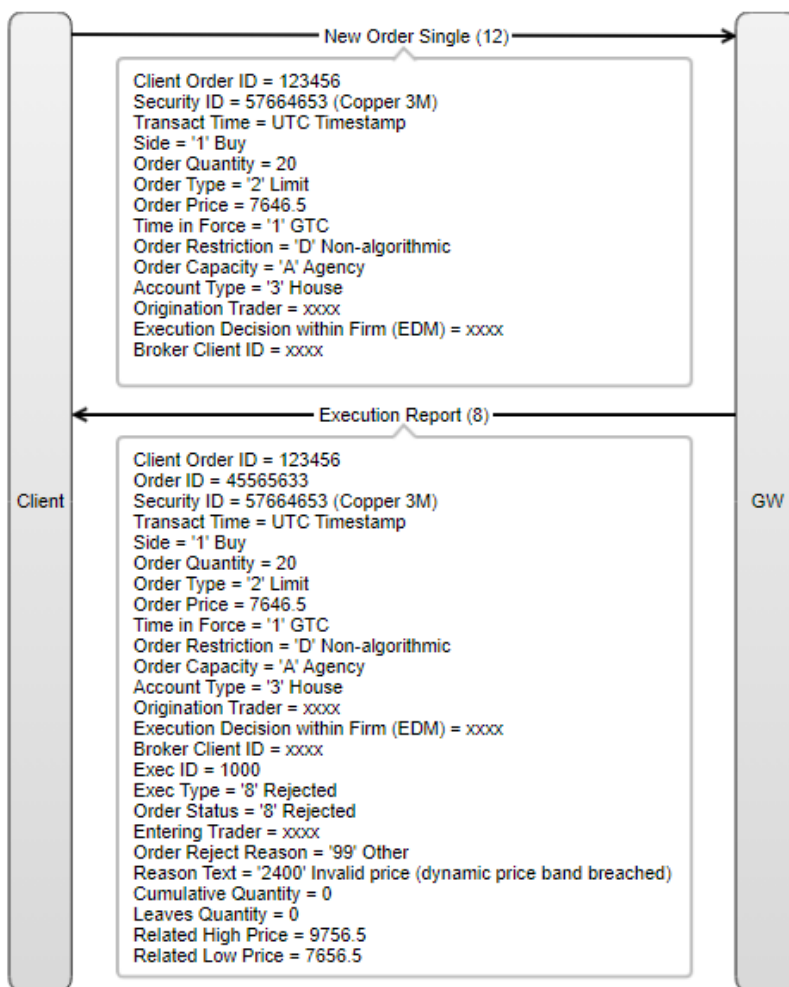 New Order Single (12)
Client Order ID = 123456
Security ID = 57664653 (Copper 3M)
Transact Time = UTC Timestamp
Side = '1' Buy
Order Quantity = 20
Order Type = '2' Limit
Order Price = 7646.5
Time in Force = '1' GTC
Order Restriction = 'D' Non-algorithmic
Order Capacity = 'A' Agency
Account Type = '3' House
Origination Trader = xxxx
Execution Decision within Firm (EDM) = xxxx
Broker Client ID = xxxx
Execution Report (8)
Client Order ID = 123456
Order ID = 45565633
Security ID = 57664653 (Copper 3M)
Transact Time = UTC Timestamp
Side = '1' Buy
Order Quantity = 20
Order Type = '2' Limit
Order Price = 7646.5
Time in Force = '1' GTC
Order Restriction = 'D' Non-algorithmic
Order Capacity = 'A' Agency
Account Type = '3' House
Origination Trader = xxxx
Execution Decision within Firm (EDM) = xxxx
Broker Client ID = xxxx
Exec ID = 1000
Exec Type = '8' Rejected
Order Status = '8' Rejected
Entering Trader = xxxx
Order Reject Reason = '99' Other
Reason Text = '2400' Invalid price (dynamic price band breached)
Cumulative Quantity = 0
Leaves Quantity = 0
Related High Price = 9756.5
Related Low Price = 7656.5
Client
GW